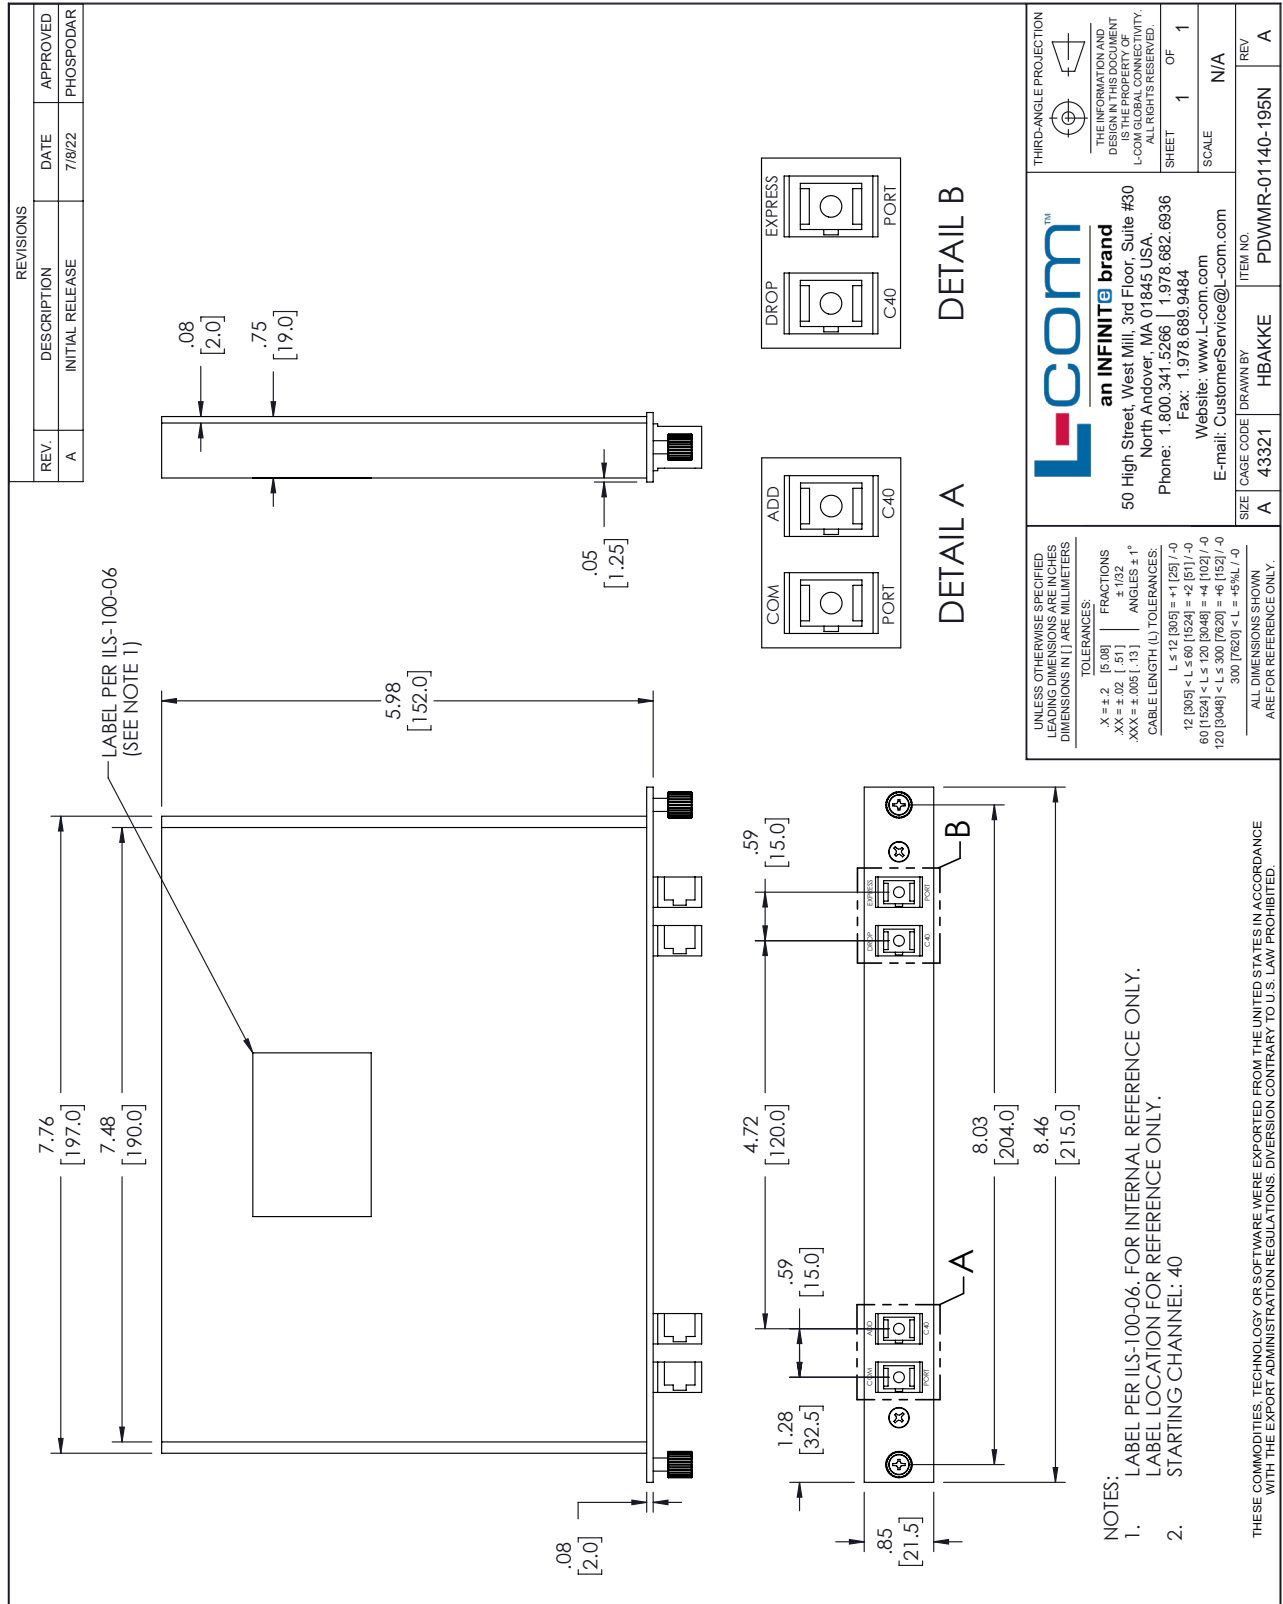 REVISIONS
REV. DESCRIPTION DATE APPROVED
A INITIAL RELEASE 7/8/22 PHOSPODAR
LABEL PER ILS-100-06
(SEE NOTE 1)
7.76
[197.0]
7.48
[190.0]
5.98
[152.0]
.08
[2.0]
.08
[2.0]
.75
[19.0]
.05
[1.25]
1.28
[32.5]
.59
[15.0]
4.72
[120.0]
.59
[15.0]
.85
[21.5]
COM
PORT
ADD
C40
DROP
C40
EXPRESS
PORT
A
B
8.03
[204.0]
8.46
[215.0]
COM ADD
PORT C40
DETAIL A
DROP EXPRESS
C40 PORT
DETAIL B
NOTES:
1. LABEL PER ILS-100-06. FOR INTERNAL REFERENCE ONLY.
LABEL LOCATION FOR REFERENCE ONLY.
2. STARTING CHANNEL: 40
THESE COMMODITIES, TECHNOLOGY OR SOFTWARE WERE EXPORTED FROM THE UNITED STATES IN ACCORDANCE
WITH THE EXPORT ADMINISTRATION REGULATIONS. DIVERSION CONTRARY TO U.S. LAW PROHIBITED.
UNLESS OTHERWISE SPECIFIED
LEADING DIMENSIONS ARE INCHES
DIMENSIONS IN [ ] ARE MILLIMETERS
TOLERANCES:
.X = ± .2 [5.08] FRACTIONS
.XX = ± .02 [ .51 ] ± 1/32
.XXX = ± .005 [ .13 ] ANGLES ± 1°
CABLE LENGTH (L) TOLERANCES:
L ≤ 12 [305] = +1 [25] / -0
12 [305] < L ≤ 60 [1524] = +2 [51] / -0
60 [1524] < L ≤ 120 [3048] = +4 [102] / -0
120 [3048] < L ≤ 300 [7620] = +6 [152] / -0
300 [7620] < L = +5%L / -0
ALL DIMENSIONS SHOWN
ARE FOR REFERENCE ONLY.
L-com™
an INFINITe brand
50 High Street, West Mill, 3rd Floor, Suite #30
North Andover, MA 01845 USA.
Phone: 1.800.341.5266 | 1.978.682.6936
Fax: 1.978.689.9484
Website: www.L-com.com
E-mail: CustomerService@L-com.com
THIRD-ANGLE PROJECTION
THE INFORMATION AND
DESIGN IN THIS DOCUMENT
IS THE PROPERTY OF
L-COM GLOBAL CONNECTIVITY.
ALL RIGHTS RESERVED.
SHEET 1 OF 1
SCALE N/A
SIZE A
CAGE CODE 43321
DRAWN BY HBAKKE
ITEM NO. PDWMR-01140-195N
REV A